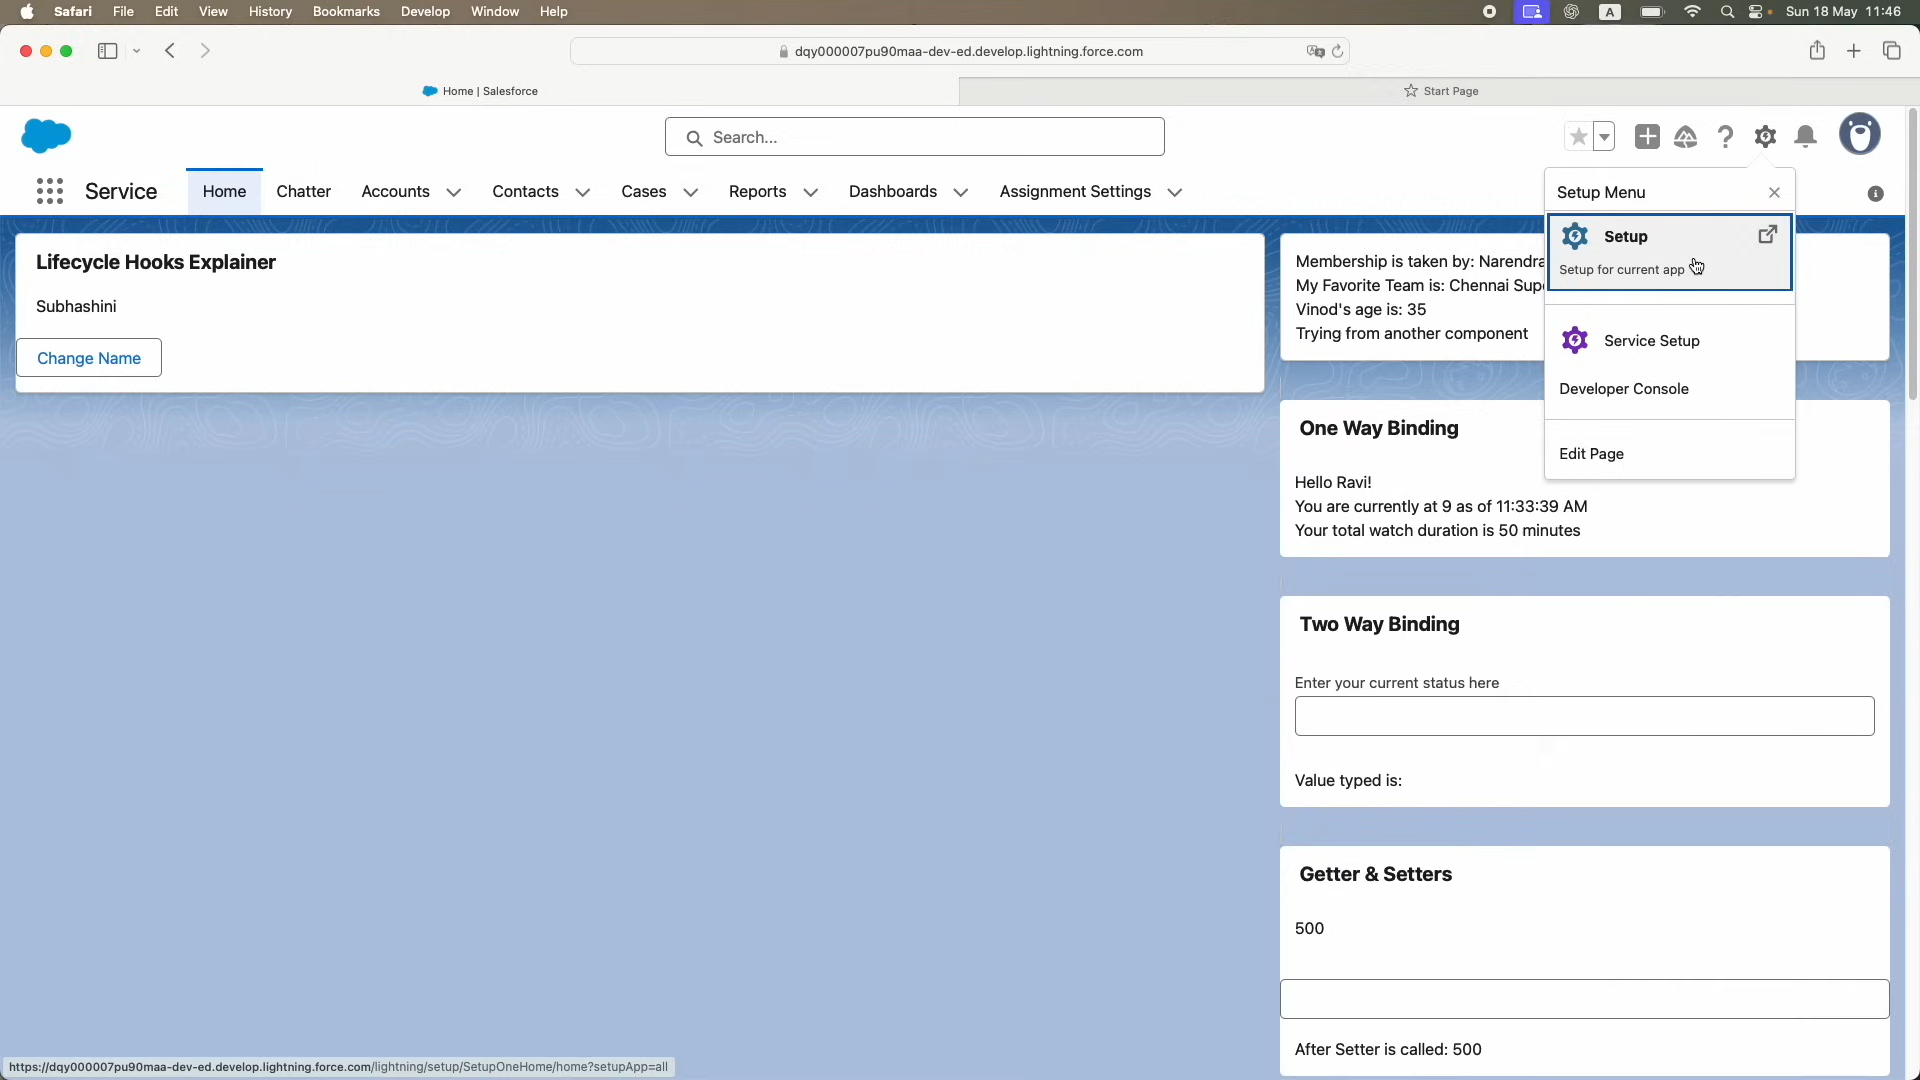 Safari File Edit View History Bookmarks Develop Window Help
A
Sun 18 May 11:46
dqy000007pu90maa-dev-ed.develop.lightning.force.com
Home | Salesforce
Start Page
Search...
Service
Home
Chatter
Accounts
Contacts
Cases
Reports
Dashboards
Assignment Settings
Setup Menu
Setup
Setup for current app
Service Setup
Developer Console
Edit Page
Lifecycle Hooks Explainer
Subhashini
Change Name
Membership is taken by: Narendra
My Favorite Team is: Chennai Sup
Vinod's age is: 35
Trying from another component
One Way Binding
Hello Ravi!
You are currently at 9 as of 11:33:39 AM
Your total watch duration is 50 minutes
Two Way Binding
Enter your current status here
Value typed is:
Getter & Setters
500
After Setter is called: 500
https://dqy000007pu90maa-dev-ed.develop.lightning.force.com/lightning/setup/SetupOneHome/home?setupApp=all